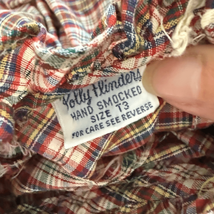 Polly Flinders
HAND SMOCKED
SIZE T3
FOR CARE SEE REVERSE